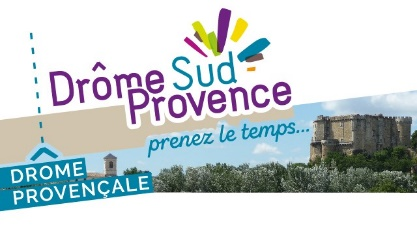 Drôme Sud
Provence
prenez le temps...
DROME
PROVENÇALE